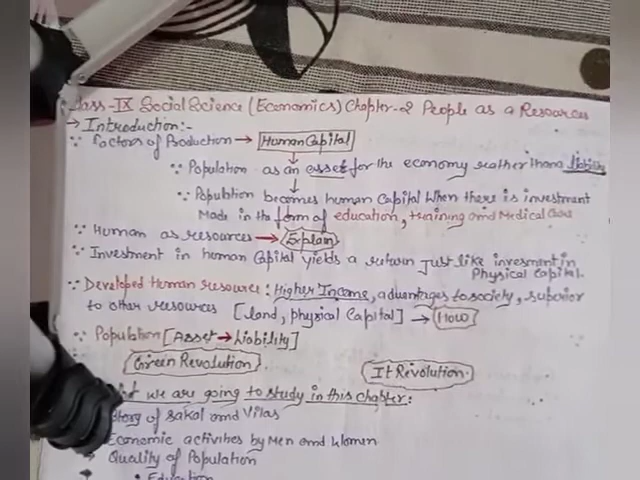 Class-IX Social Science (Economics) Chapter-2 People as a Resources
→ Introduction:-
∵ Factors of Production → Human Capital
∵ Population as an asset for the economy rather than a liability
∵ Population becomes human capital when there is investment
Made in the form of education, training and Medical Care
∵ Human as resources → Explain
∵ Investment in human Capital yields a return just like invesment in
Physical Capital.
∵ Developed Human resource: Higher Income, advantages to society, superior
to other resources [land, physical Capital] → How
∵ Population [Asset → Liability]
Green Revolution
It Revolution.
we are going to study in this chapter:
Story of sakal and Vilas
Economic activities by Men and Women
→ Quality of Population
• Education